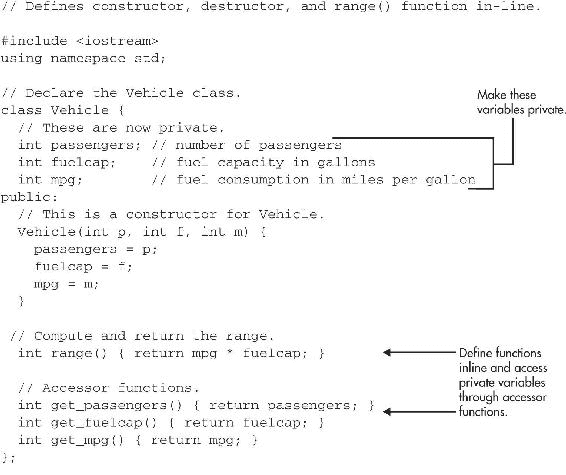 // Defines constructor, destructor, and range() function in-line.
#include <iostream>
using namespace std;
// Declare the Vehicle class.
class Vehicle {
// These are now private.
int passengers; // number of passengers
int fuelcap; // fuel capacity in gallons
int mpg; // fuel consumption in miles per gallon
Make these
variables private.
public:
// This is a constructor for Vehicle.
Vehicle(int p, int f, int m) {
passengers = p;
fuelcap = f;
mpg = m;
}
// Compute and return the range.
int range() { return mpg * fuelcap; }
// Accessor functions.
int get_passengers() { return passengers; }
int get_fuelcap() { return fuelcap; }
int get_mpg() { return mpg; }
};
Define functions
inline and access
private variables
through accessor
functions.